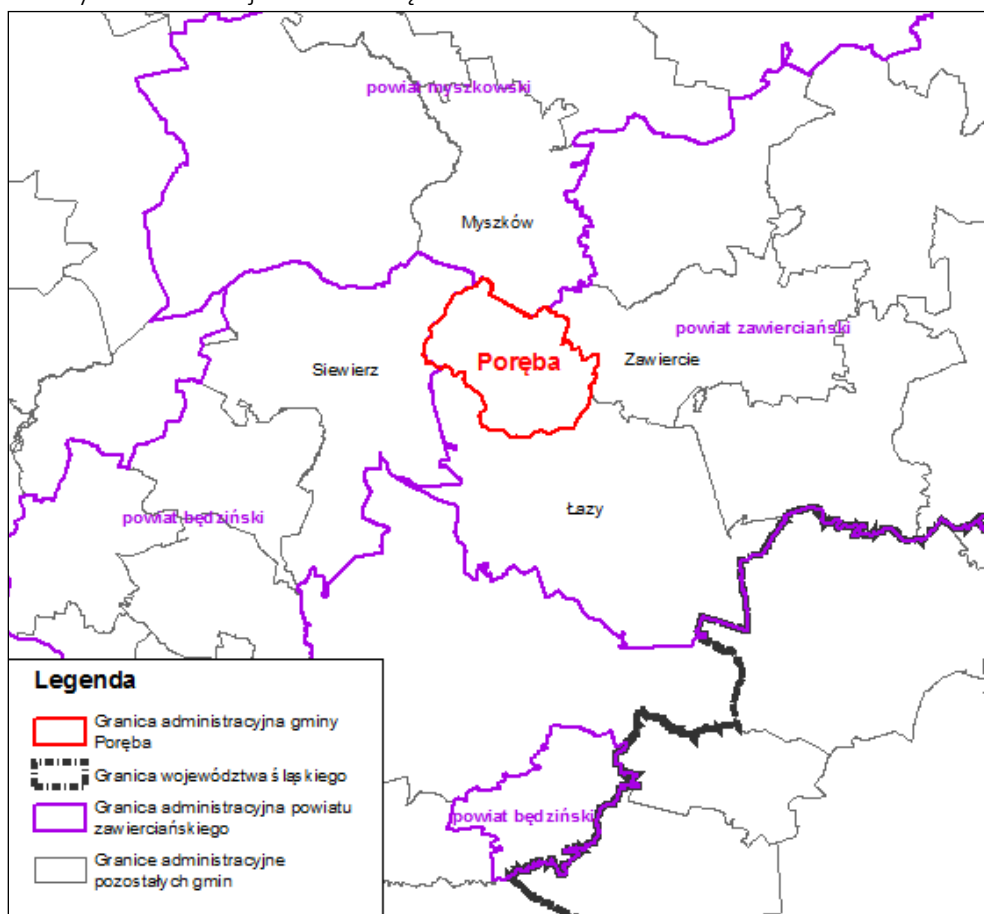 powiat myszkowski
Myszków
powiat zawierciański
Siewierz
Poręba
Zawiercie
powiat będziński
Łazy
Legenda
Granica administracyjna gminy
Poręba
Granica województwa śląskiego
Granica administracyjna powiatu
zawierciańskiego
Granice administracyjne
pozostałych gmin
powiat będziński